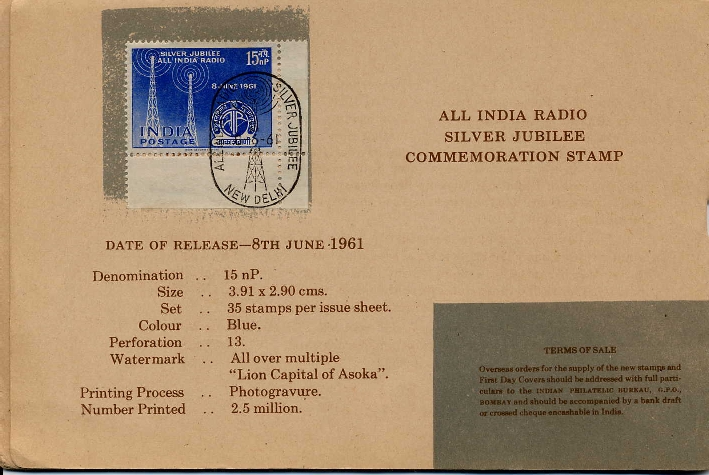 SILVER JUBILEE
ALL INDIA RADIO
15 न.पै.
nP
8 JUNE 1961
INDIA
POSTAGE
SILVER JUBILEE
NEW DELHI
ALL INDIA RADIO
SILVER JUBILEE
COMMEMORATION STAMP
DATE OF RELEASE—8TH JUNE 1961
Denomination .. 15 nP.
Size .. 3.91 x 2.90 cms.
Set .. 35 stamps per issue sheet.
Colour .. Blue.
Perforation .. 13.
Watermark .. All over multiple
"Lion Capital of Asoka".
Printing Process .. Photogravure.
Number Printed .. 2.5 million.
TERMS OF SALE
Overseas orders for the supply of the new stamps and
First Day Covers should be addressed with full parti-
culars to the INDIAN PHILATELIC BUREAU, G.P.O.,
BOMBAY and should be accompanied by a bank draft
or crossed cheque encashable in India.